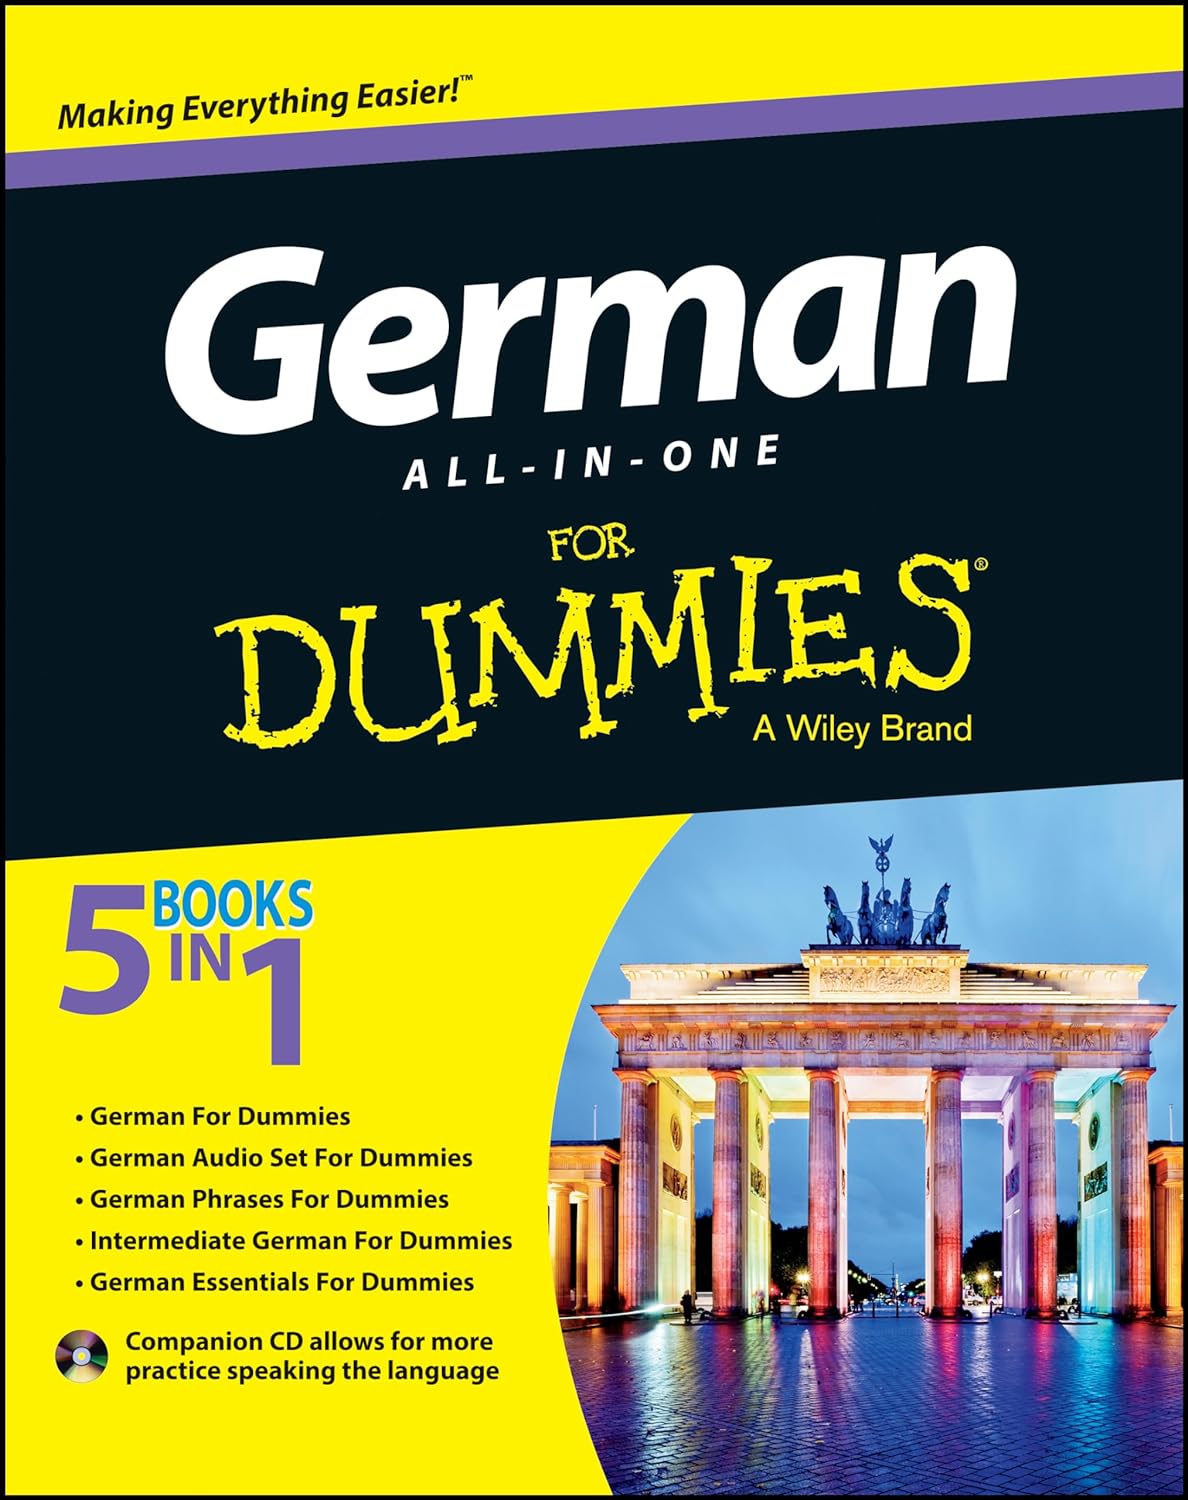 Making Everything Easier!™
German
ALL-IN-ONE
FOR
DUMMIES®
A Wiley Brand
5 BOOKS
IN 1
• German For Dummies
• German Audio Set For Dummies
• German Phrases For Dummies
• Intermediate German For Dummies
• German Essentials For Dummies
Companion CD allows for more
practice speaking the language